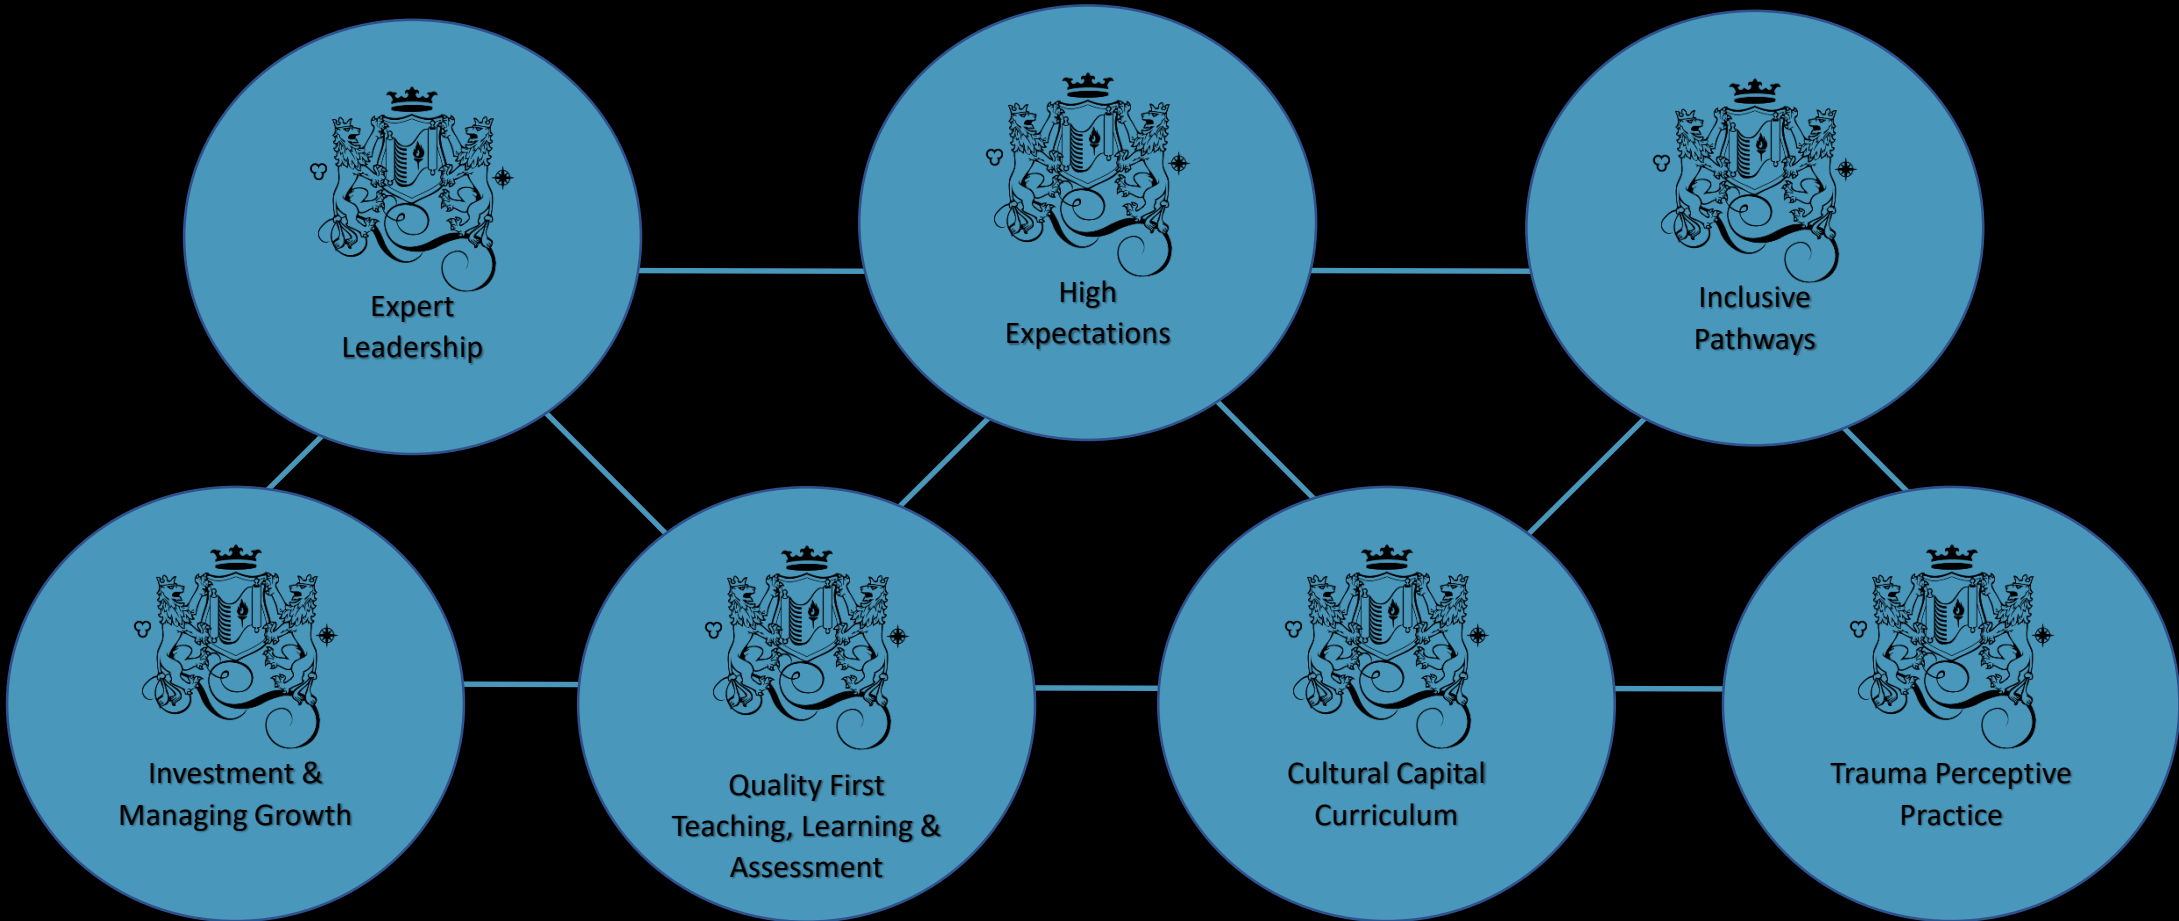 Expert
Leadership
High
Expectations
Inclusive
Pathways
Investment &
Managing Growth
Quality First
Teaching, Learning &
Assessment
Cultural Capital
Curriculum
Trauma Perceptive
Practice